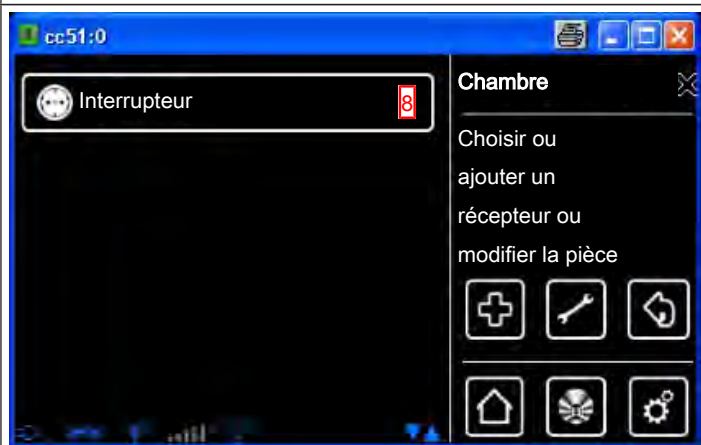 cc51:0
Interrupteur
8
Chambre
Choisir ou
ajouter un
récepteur ou
modifier la pièce